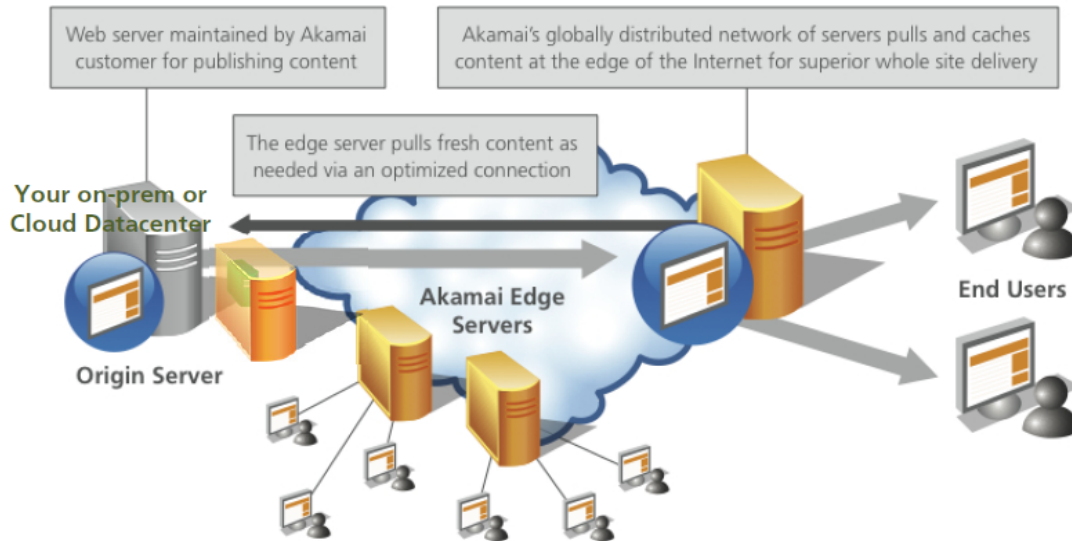 Web server maintained by Akamai
customer for publishing content
Akamai's globally distributed network of servers pulls and caches
content at the edge of the Internet for superior whole site delivery
The edge server pulls fresh content as
needed via an optimized connection
Your on-prem or
Cloud Datacenter
Akamai Edge
Servers
End Users
Origin Server